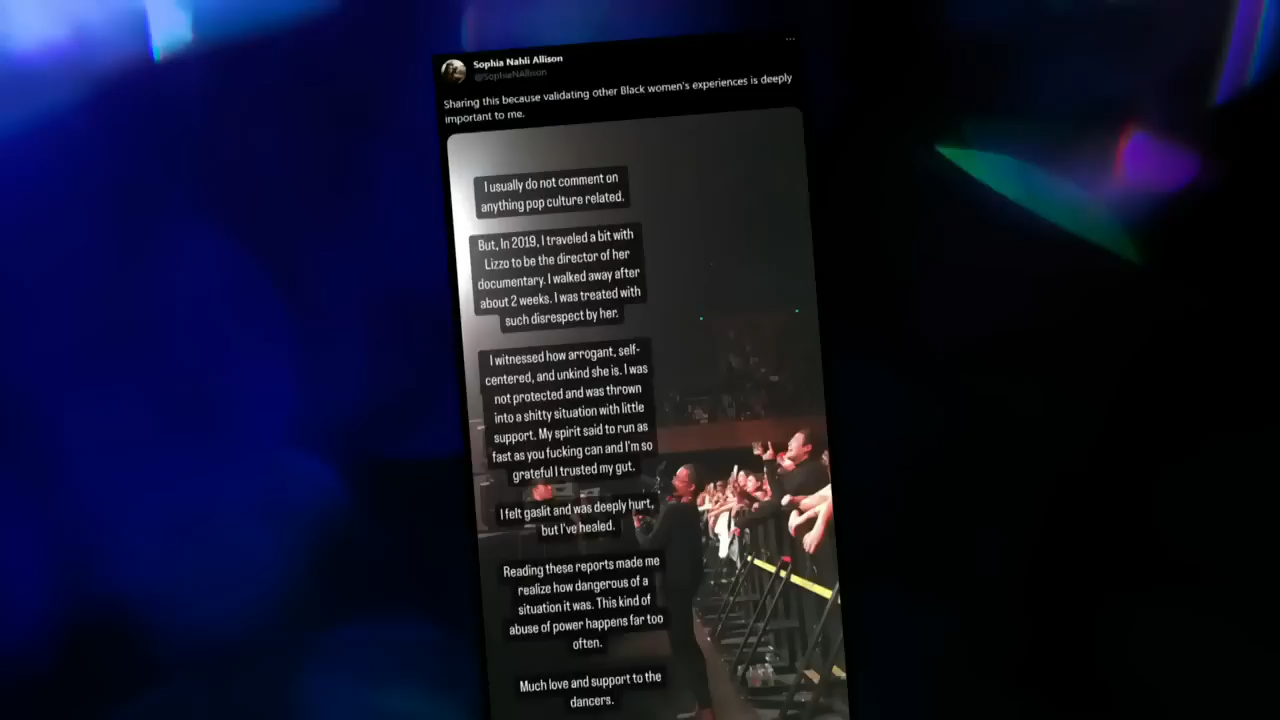 Sophia Nahli Allison
@SophieNAllison
Sharing this because validating other Black women's experiences is deeply
important to me.
I usually do not comment on
anything pop culture related.
But, In 2019, I traveled a bit with
Lizzo to be the director of her
documentary. I walked away after
about 2 weeks. I was treated with
such disrespect by her.
I witnessed how arrogant, self-
centered, and unkind she is. I was
not protected and was thrown
into a shitty situation with little
support. My spirit said to run as
fast as you fucking can and I'm so
grateful I trusted my gut.
I felt gaslit and was deeply hurt,
but I've healed.
Reading these reports made me
realize how dangerous of a
situation it was. This kind of
abuse of power happens far too
often.
Much love and support to the
dancers.